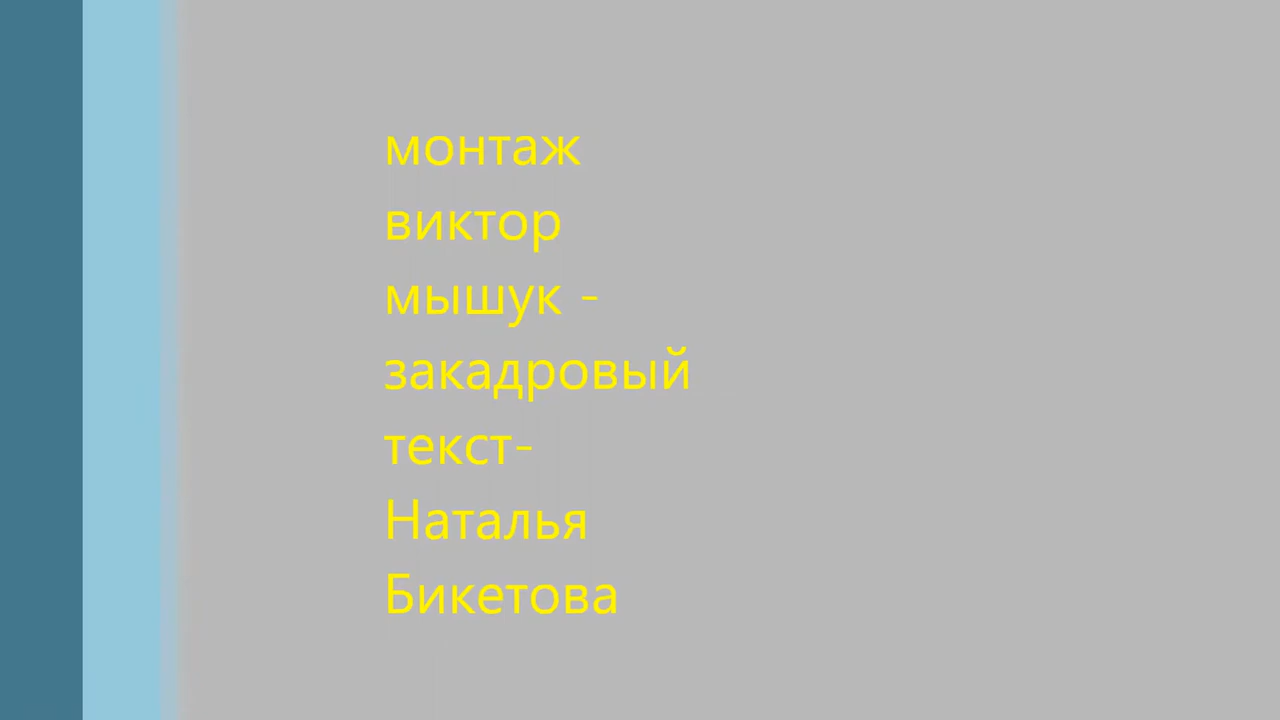 монтаж
виктор
мышук -
закадровый
текст-
Наталья
Бикетова